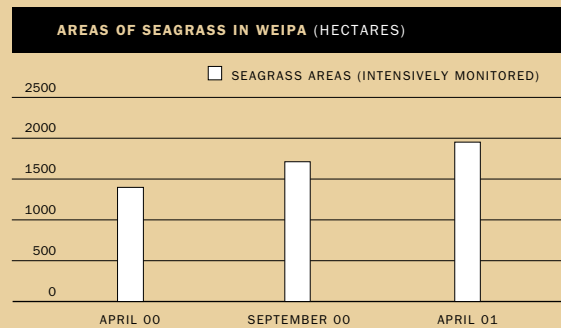 AREAS OF SEAGRASS IN WEIPA (HECTARES)
SEAGRASS AREAS (INTENSIVELY MONITORED)
2500
2000
1500
1000
500
0
APRIL 00 SEPTEMBER 00 APRIL 01